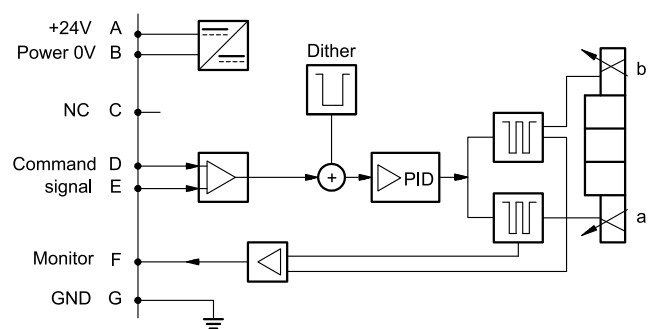 +24V A
Power 0V B
Dither
b
NC C
Command D
signal E
+
PID
a
Monitor F
GND G